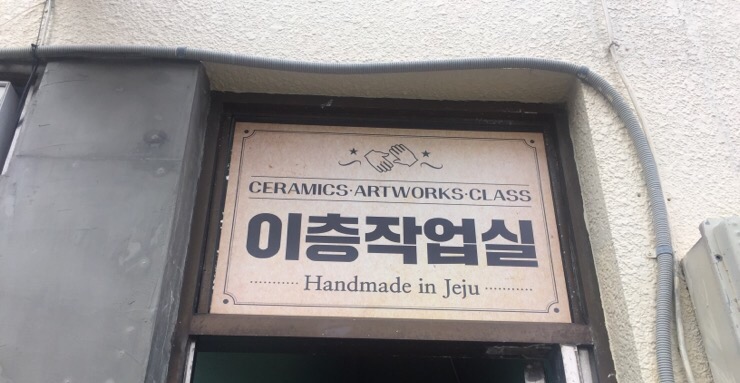 CERAMICS·ARTWORKS·CLASS
이층작업실
Handmade in Jeju